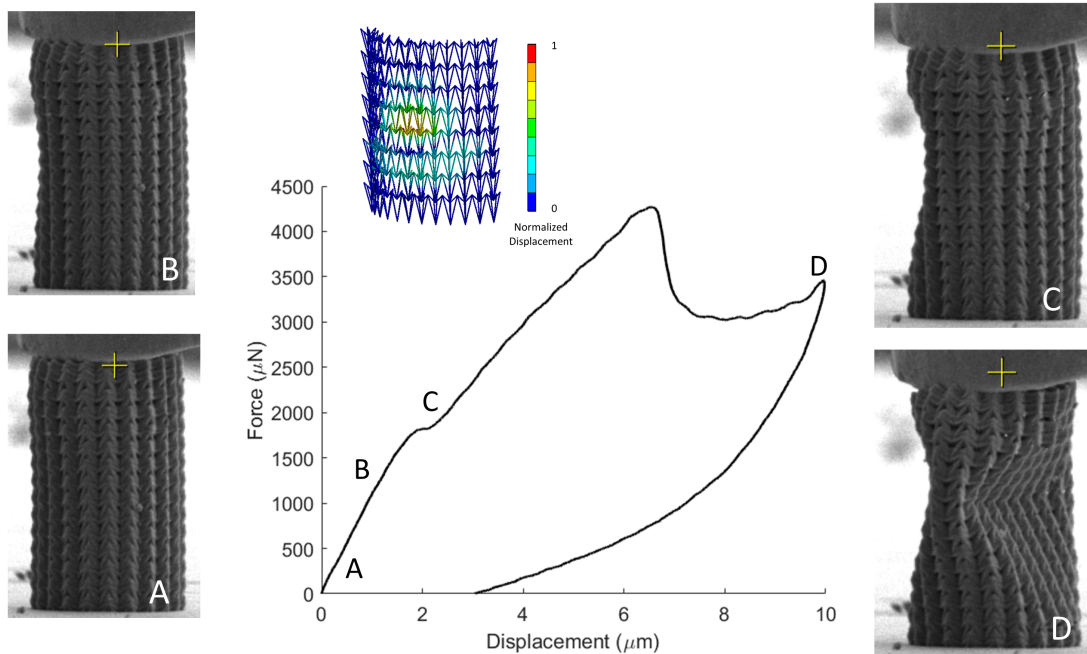 B
A
1
0
Normalized
Displacement
4500
4000
3500
3000
2500
2000
1500
1000
500
0
Force (μN)
A
B
C
D
0 2 4 6 8 10
Displacement (μm)
C
D